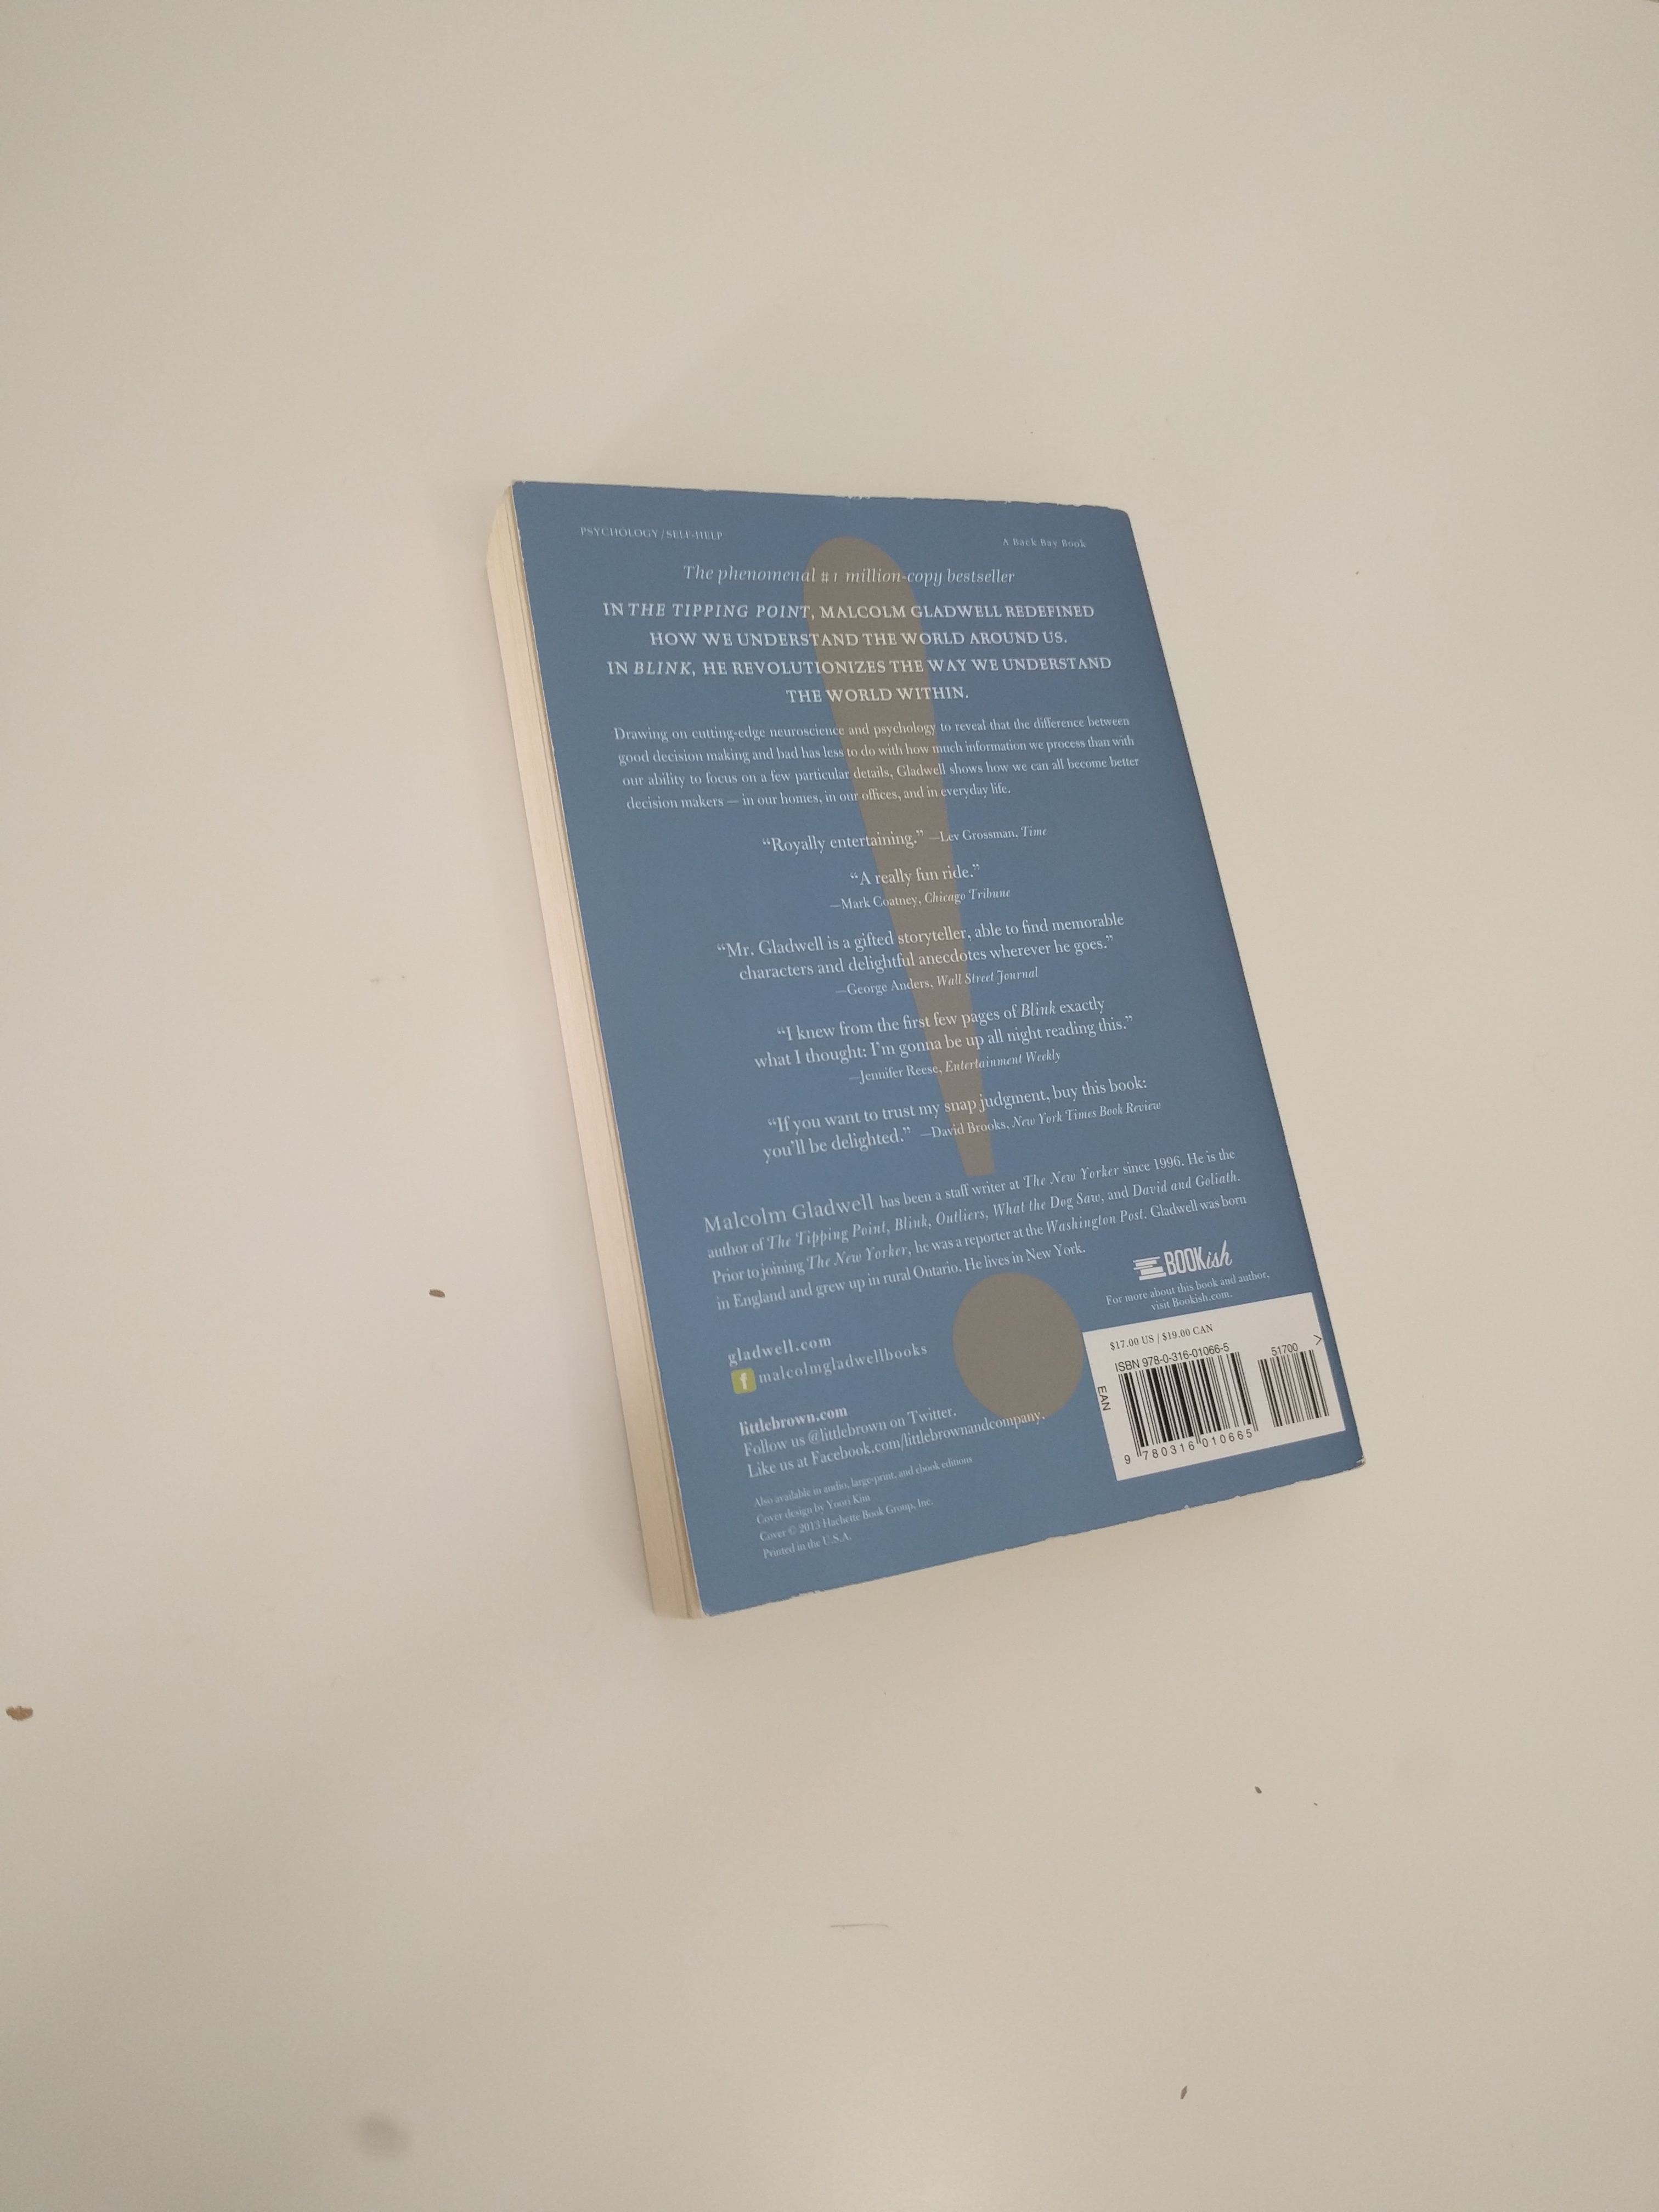 PSYCHOLOGY/SELF-HELP
A Back Bay Book
The phenomenal #1 million-copy bestseller
IN THE TIPPING POINT, MALCOLM GLADWELL REDEFINED
HOW WE UNDERSTAND THE WORLD AROUND US.
IN BLINK, HE REVOLUTIONIZES THE WAY WE UNDERSTAND
THE WORLD WITHIN.
Drawing on cutting-edge neuroscience and psychology to reveal that the difference between
good decision making and bad has less to do with how much information we process than with
our ability to focus on a few particular details, Gladwell shows how we can all become better
decision makers — in our homes, in our offices, and in everyday life.
“Royally entertaining.” —Lev Grossman, Time
“A really fun ride.”
—Mark Coatney, Chicago Tribune
“Mr. Gladwell is a gifted storyteller, able to find memorable
characters and delightful anecdotes wherever he goes.”
—George Anders, Wall Street Journal
“I knew from the first few pages of Blink exactly
what I thought: I’m gonna be up all night reading this.”
—Jennifer Reese, Entertainment Weekly
“If you want to trust my snap judgment, buy this book:
you’ll be delighted.” —David Brooks, New York Times Book Review
Malcolm Gladwell has been a staff writer at The New Yorker since 1996. He is the
author of The Tipping Point, Blink, Outliers, What the Dog Saw, and David and Goliath.
Prior to joining The New Yorker, he was a reporter at the Washington Post. Gladwell was born
in England and grew up in rural Ontario. He lives in New York.
BOOKish
For more about this book and author,
visit Bookish.com.
gladwell.com
f malcolmgladwellbooks
littlebrown.com
Follow us @littlebrown on Twitter.
Like us at Facebook.com/littlebrownandcompany.
Also available in audio, large-print, and ebook editions
Cover design by Yoori Kim
Cover © 2013 Hachette Book Group, Inc.
Printed in the U.S.A.
$17.00 US / $19.00 CAN
ISBN 978-0-316-01066-5
51700 >
EAN
9 780316 010665